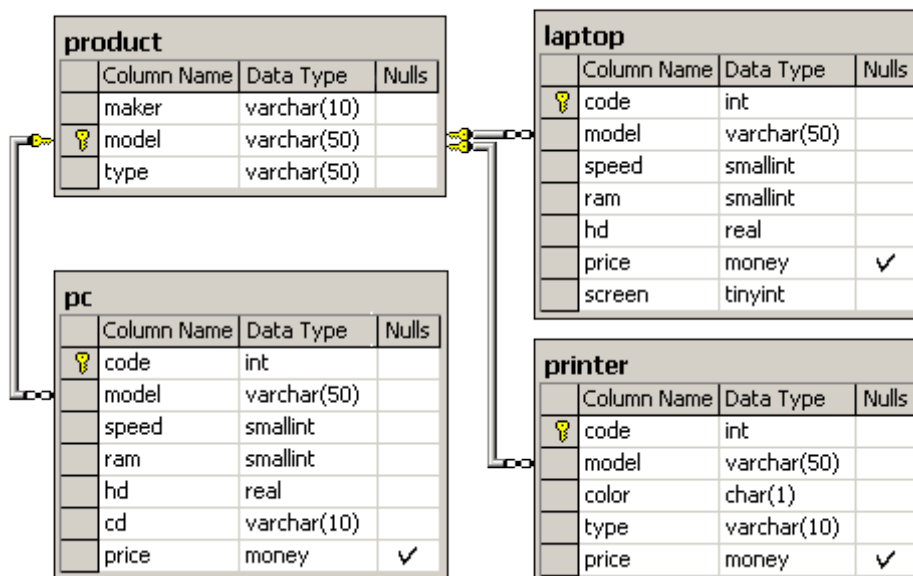 product
Column Name Data Type Nulls
maker varchar(10)
model varchar(50)
type varchar(50)
laptop
Column Name Data Type Nulls
code int
model varchar(50)
speed smallint
ram smallint
hd real
price money
screen tinyint
pc
Column Name Data Type Nulls
code int
model varchar(50)
speed smallint
ram smallint
hd real
cd varchar(10)
price money
printer
Column Name Data Type Nulls
code int
model varchar(50)
color char(1)
type varchar(10)
price money